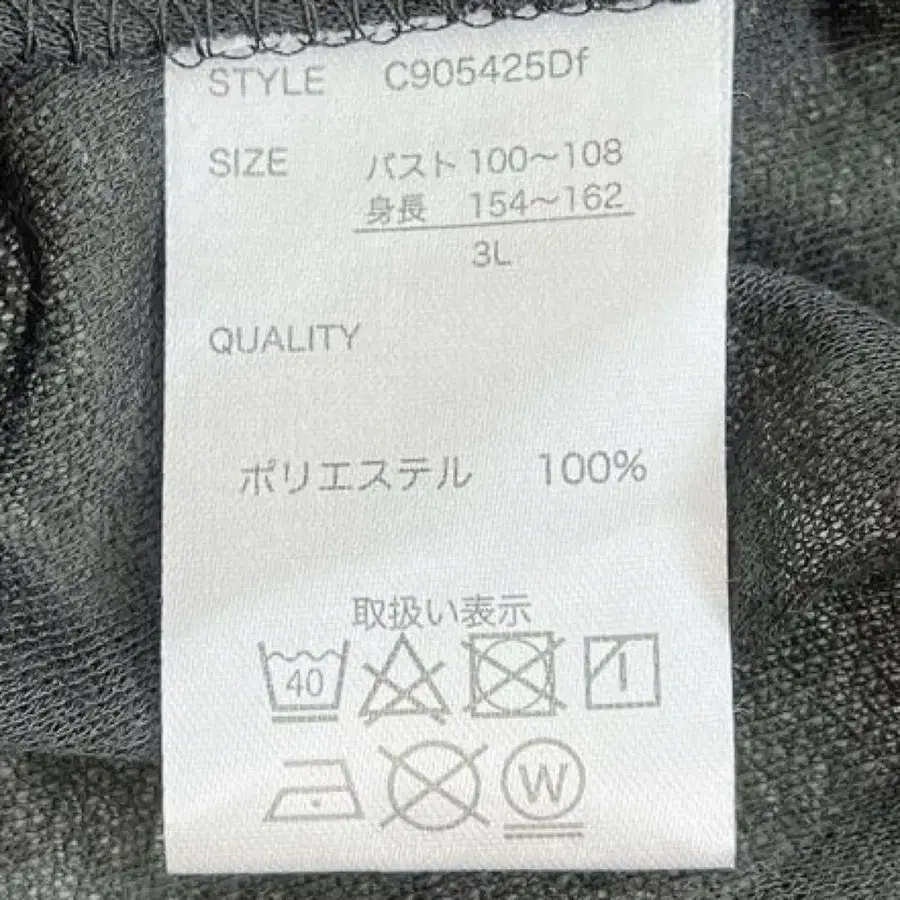 STYLE C905425Df
SIZE バスト 100〜108
身長 154〜162
3L
QUALITY
ポリエステル 100%
取扱い表示
40
W